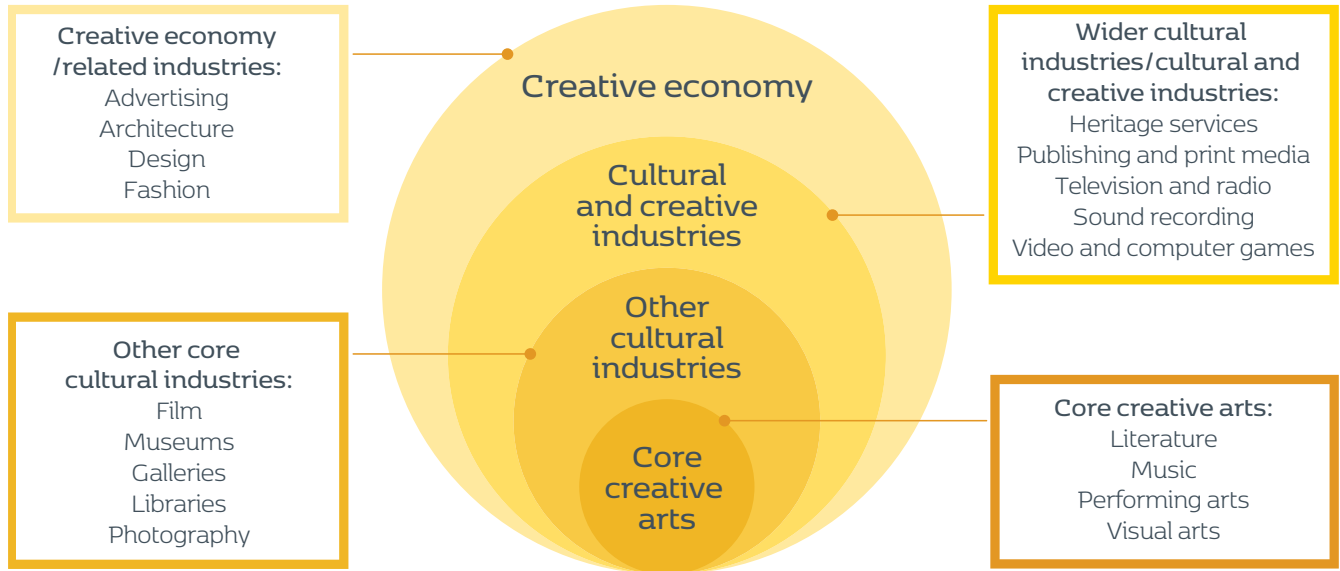 Creative economy
/related industries:
Advertising
Architecture
Design
Fashion
Other core
cultural industries:
Film
Museums
Galleries
Libraries
Photography
Creative economy
Cultural
and creative
industries
Other
cultural
industries
Core
creative
arts
Wider cultural
industries/cultural and
creative industries:
Heritage services
Publishing and print media
Television and radio
Sound recording
Video and computer games
Core creative arts:
Literature
Music
Performing arts
Visual arts